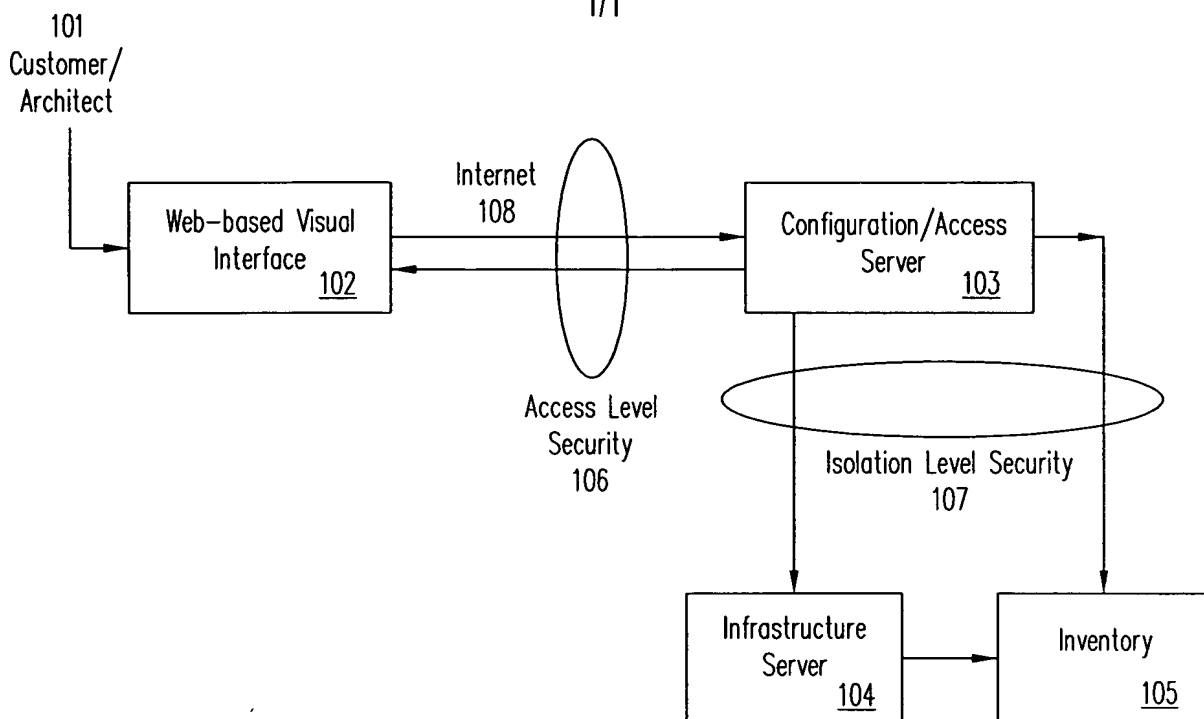 1/1
101
Customer/
Architect
Internet
108
Web-based Visual
Interface
102
Configuration/Access
Server
103
Access Level
Security
106
Isolation Level Security
107
Infrastructure
Server
104
Inventory
105